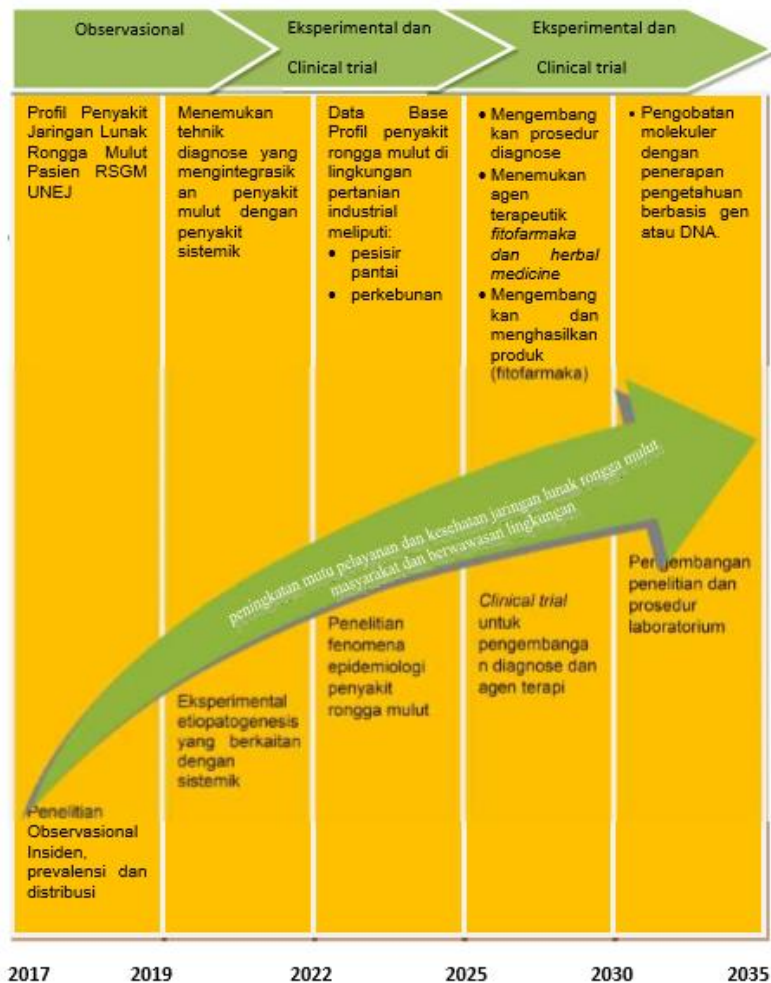 Observasional
Eksperimental dan
Clinical trial
Eksperimental dan
Clinical trial
Profil Penyakit
Jaringan Lunak
Rongga Mulut
Pasien RSGM
UNEJ
Menemukan
tehnik
diagnose yang
mengintegrasik
an penyakit
mulut dengan
penyakit
sistemik
Data Base
Profil penyakit
rongga mulut di
lingkungan
pertanian
industrial
meliputi:
• pesisir
pantai
• perkebunan
• Mengembang
kan prosedur
diagnose
• Menemukan
agen
terapeutik
fitofarmaka
dan herbal
medicine
• Mengembang
kan dan
menghasilkan
produk
(fitofarmaka)
• Pengobatan
molekuler
dengan
penerapan
pengetahuan
berbasis gen
atau DNA.
peningkatan mutu pelayanan dan kesehatan jaringan lunak rongga mulut
masyarakat dan berwawasan lingkungan
Penelitian
Observasional
Insiden,
prevalensi dan
distribusi
Eksperimental
etiopatogenesis
yang berkaitan
dengan
sistemik
Penelitian
fenomena
epidemiologi
penyakit
rongga mulut
Clinical trial
untuk
pengembanga
n diagnose dan
agen terapi
Pengembangan
penelitian dan
prosedur
laboratorium
2017 2019 2022 2025 2030 2035